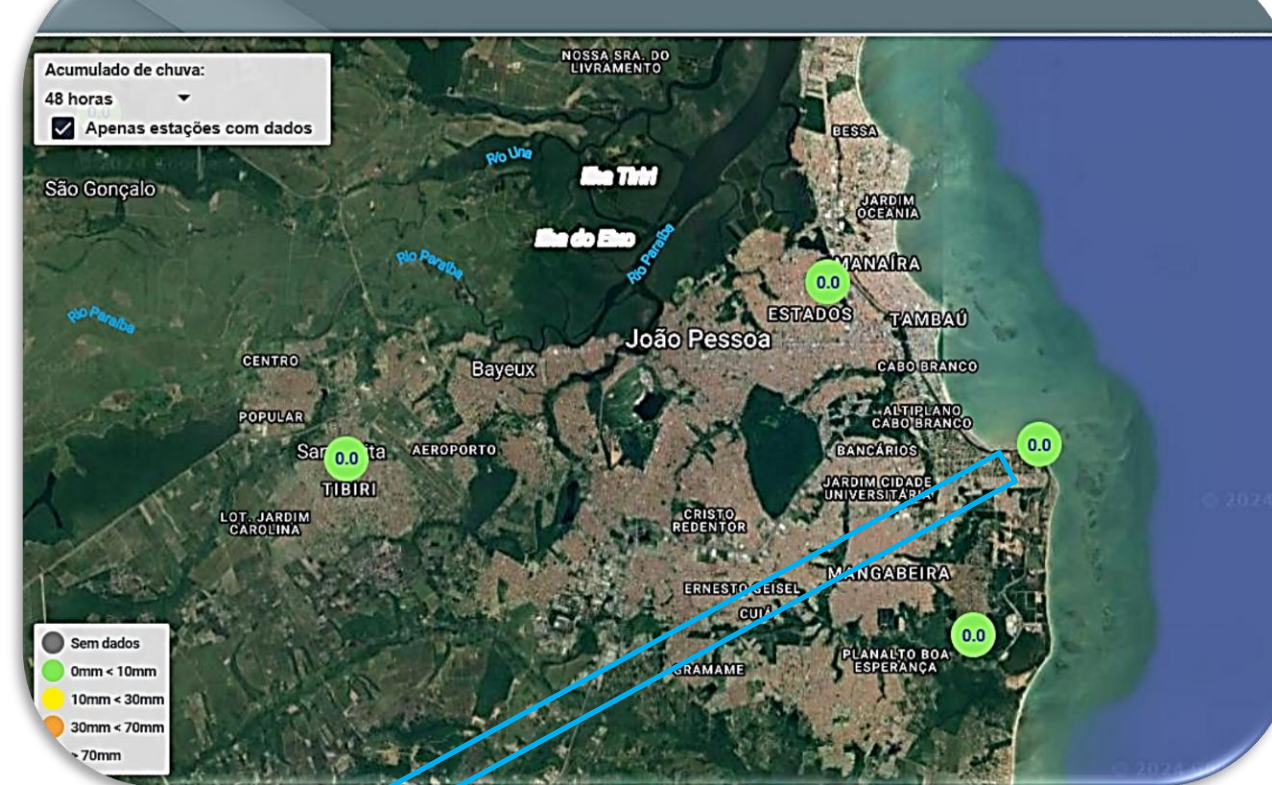 Acumulado de chuva:
48 horas
Apenas estações com dados
0.0
NOSSA SRA. DO
LIVRAMENTO
BESSA
Rio Una
Ilha Tiriri
São Gonçalo
JARDIM
OCEANIA
Ilha do Eixo
Rio Paraíba
Rio Paraíba
MANAÍRA
0.0
Rio Paraíba
ESTADOS
TAMBAÚ
João Pessoa
CENTRO
Bayeux
CABO BRANCO
POPULAR
ALTIPLANO
CABO BRANCO
0.0
AEROPORTO
BANCÁRIOS
0.0
TIBIRI
JARDIM CIDADE
UNIVERSITÁRIA
© 2024
LOT. JARDIM
CAROLINA
CRISTO
REDENTOR
MANGABEIRA
ERNESTO GEISEL
CUIÁ
0.0
Sem dados
0mm < 10mm
10mm < 30mm
30mm < 70mm
> 70mm
PLANALTO BOA
ESPERANÇA
GRAMAME
© 2024